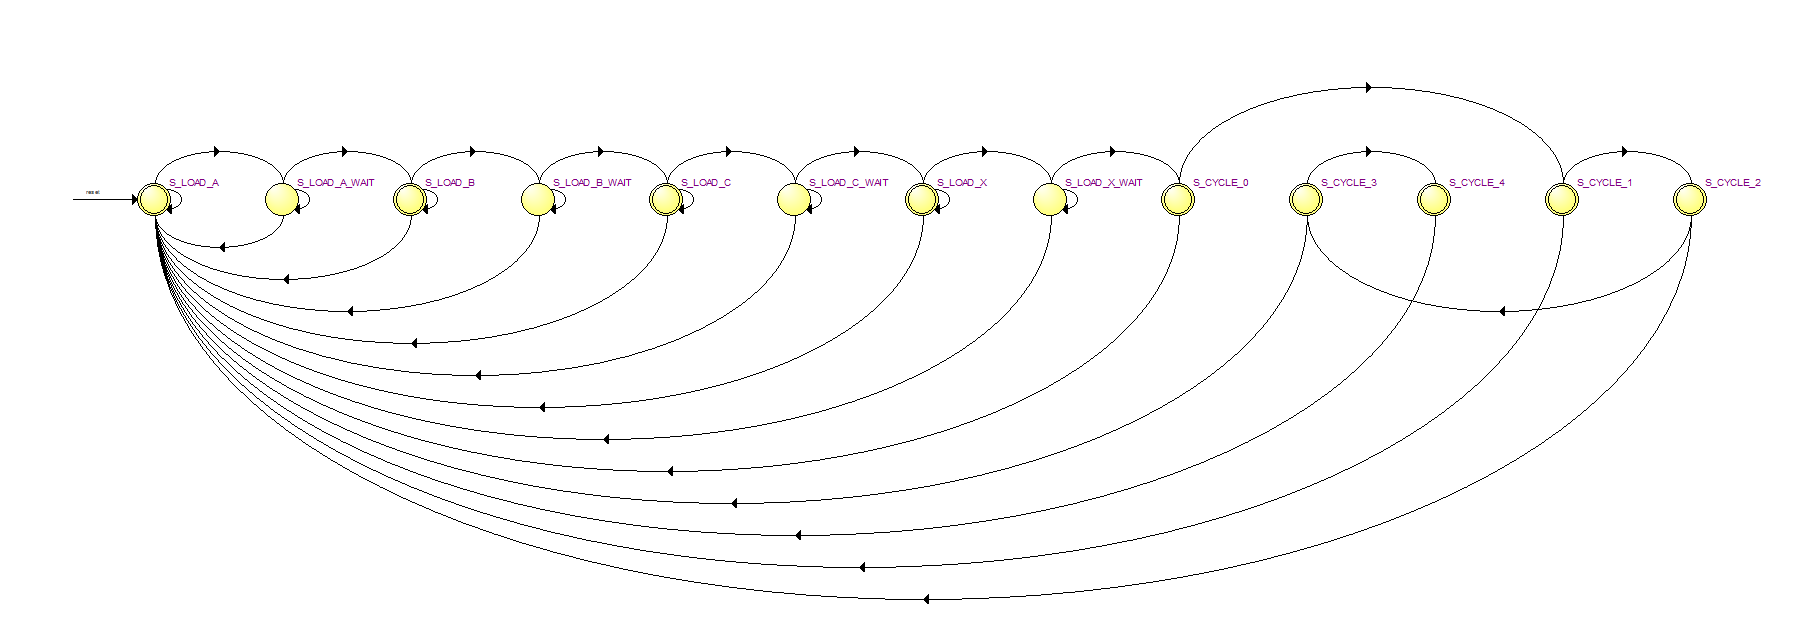 reset
S_LOAD_A
S_LOAD_A_WAIT
S_LOAD_B
S_LOAD_B_WAIT
S_LOAD_C
S_LOAD_C_WAIT
S_LOAD_X
S_LOAD_X_WAIT
S_CYCLE_0
S_CYCLE_3
S_CYCLE_4
S_CYCLE_1
S_CYCLE_2